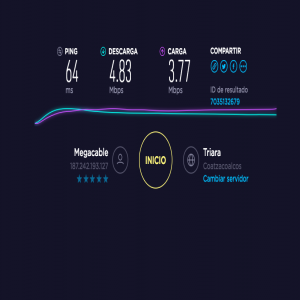 PING
DESCARGA
CARGA
COMPARTIR
64
4.83
3.77
ms
Mbps
Mbps
ID de resultado
7035132679
Megacable
187.242.193.127
INICIO
Triara
Coatzacoalcos
Cambiar servidor